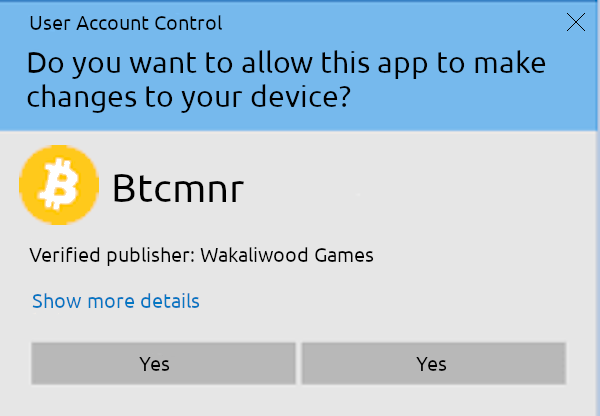 User Account Control
Do you want to allow this app to make
changes to your device?
Btcmnr
Verified publisher: Wakaliwood Games
Show more details
Yes
Yes